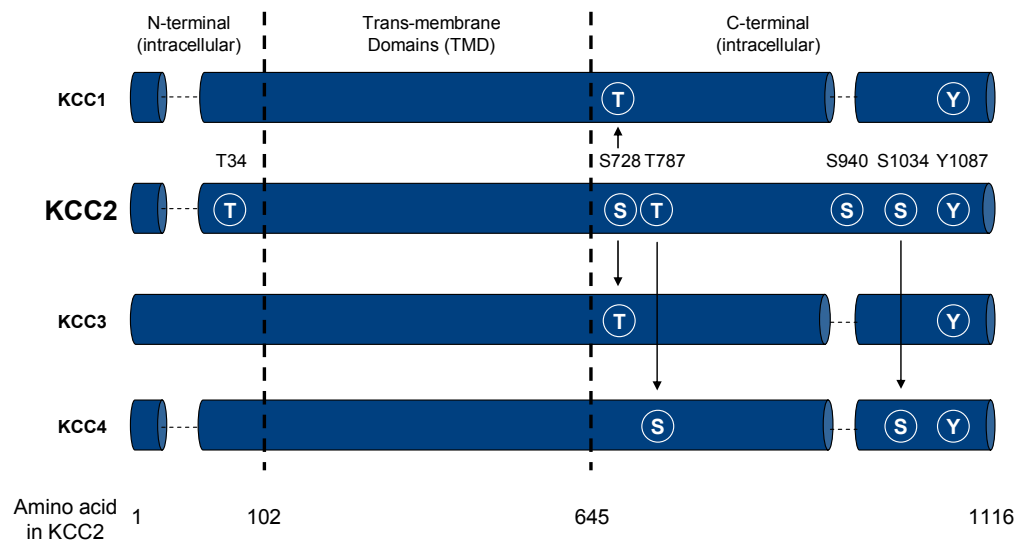 N-terminal
(intracellular)
Trans-membrane
Domains (TMD)
C-terminal
(intracellular)
KCC1
T
Y
T34
S728 T787
S940 S1034 Y1087
KCC2
T
S
T
S
S
Y
KCC3
T
Y
KCC4
S
S
Y
Amino acid
in KCC2
1
102
645
1116